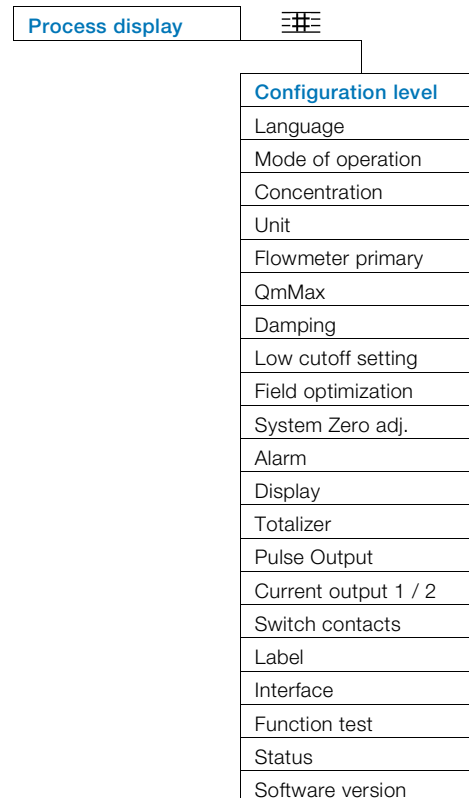 Process display
Configuration level
Language
Mode of operation
Concentration
Unit
Flowmeter primary
QmMax
Damping
Low cutoff setting
Field optimization
System Zero adj.
Alarm
Display
Totalizer
Pulse Output
Current output 1 / 2
Switch contacts
Label
Interface
Function test
Status
Software version